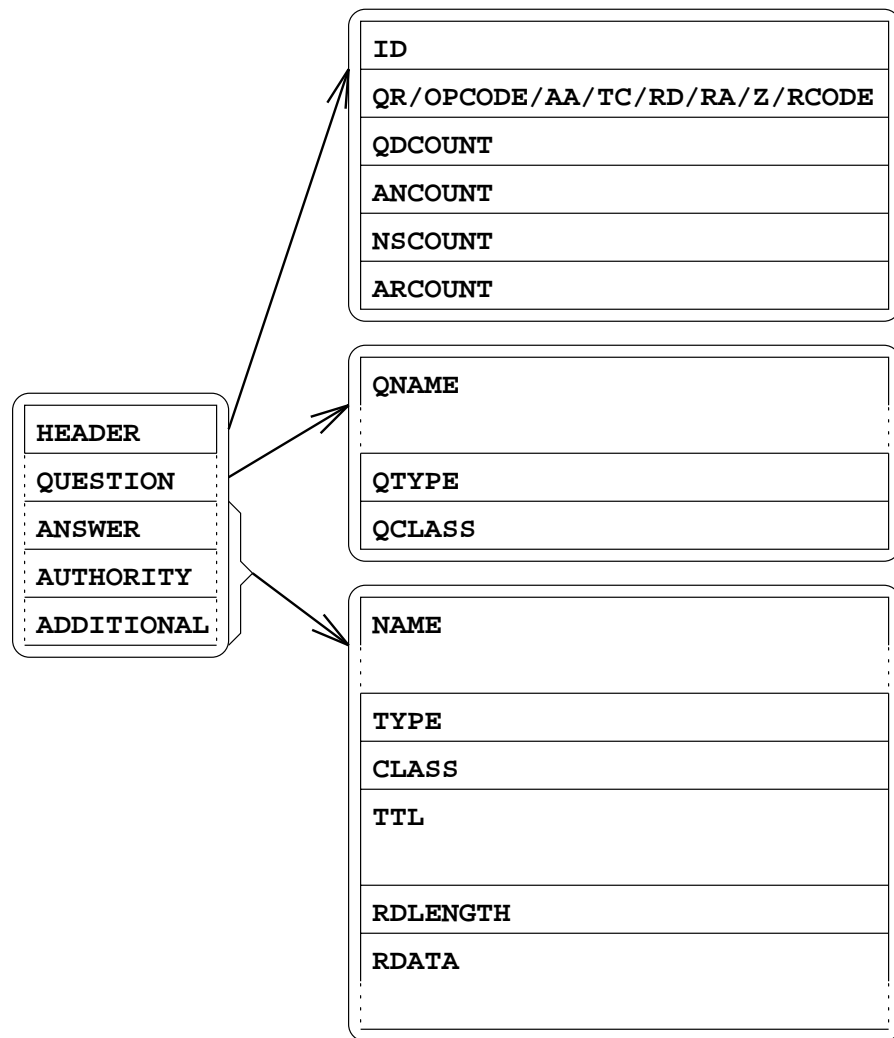 HEADER
QUESTION
ANSWER
AUTHORITY
ADDITIONAL
ID
QR/OPCODE/AA/TC/RD/RA/Z/RCODE
QDCOUNT
ANCOUNT
NSCOUNT
ARCOUNT
QNAME
QTYPE
QCLASS
NAME
TYPE
CLASS
TTL
RDLENGTH
RDATA